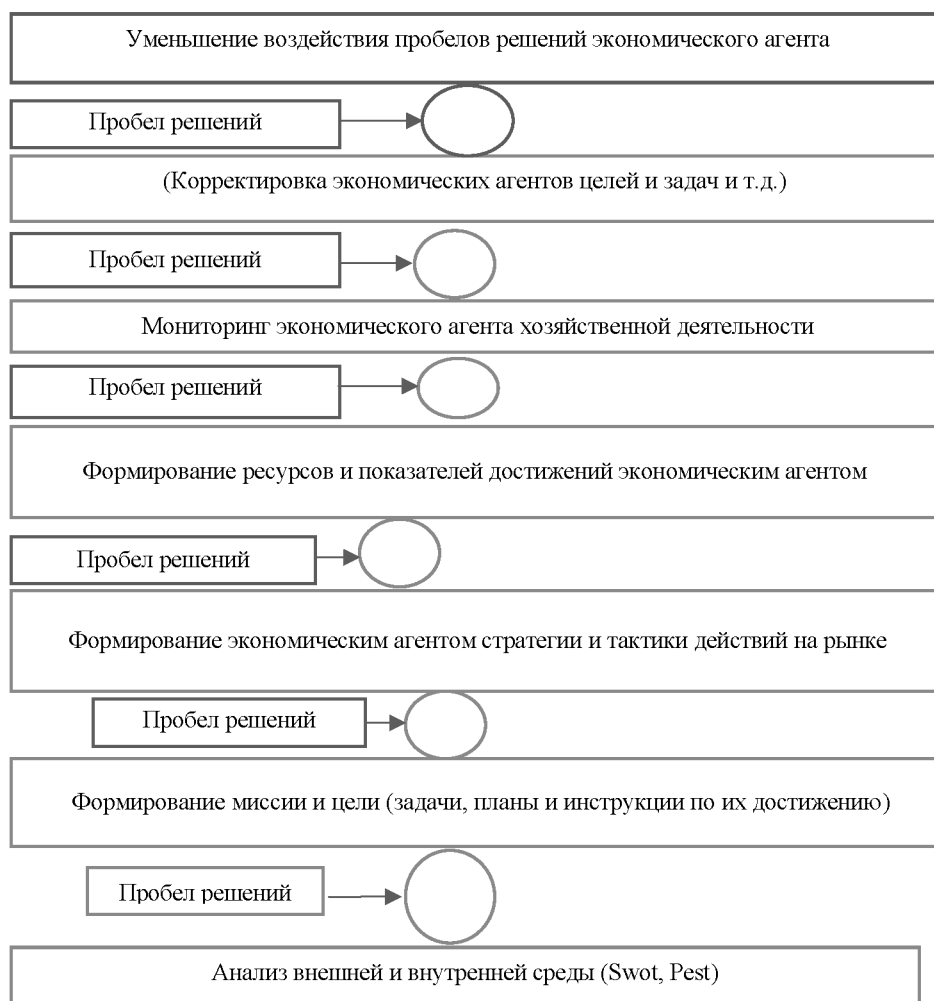 Уменьшение воздействия пробелов решений экономического агента
Пробел решений
(Корректировка экономических агентов целей и задач и т.д.)
Пробел решений
Мониторинг экономического агента хозяйственной деятельности
Пробел решений
Формирование ресурсов и показателей достижений экономическим агентом
Пробел решений
Формирование экономическим агентом стратегии и тактики действий на рынке
Пробел решений
Формирование миссии и цели (задачи, планы и инструкции по их достижению)
Пробел решений
Анализ внешней и внутренней среды (Swot, Pest)